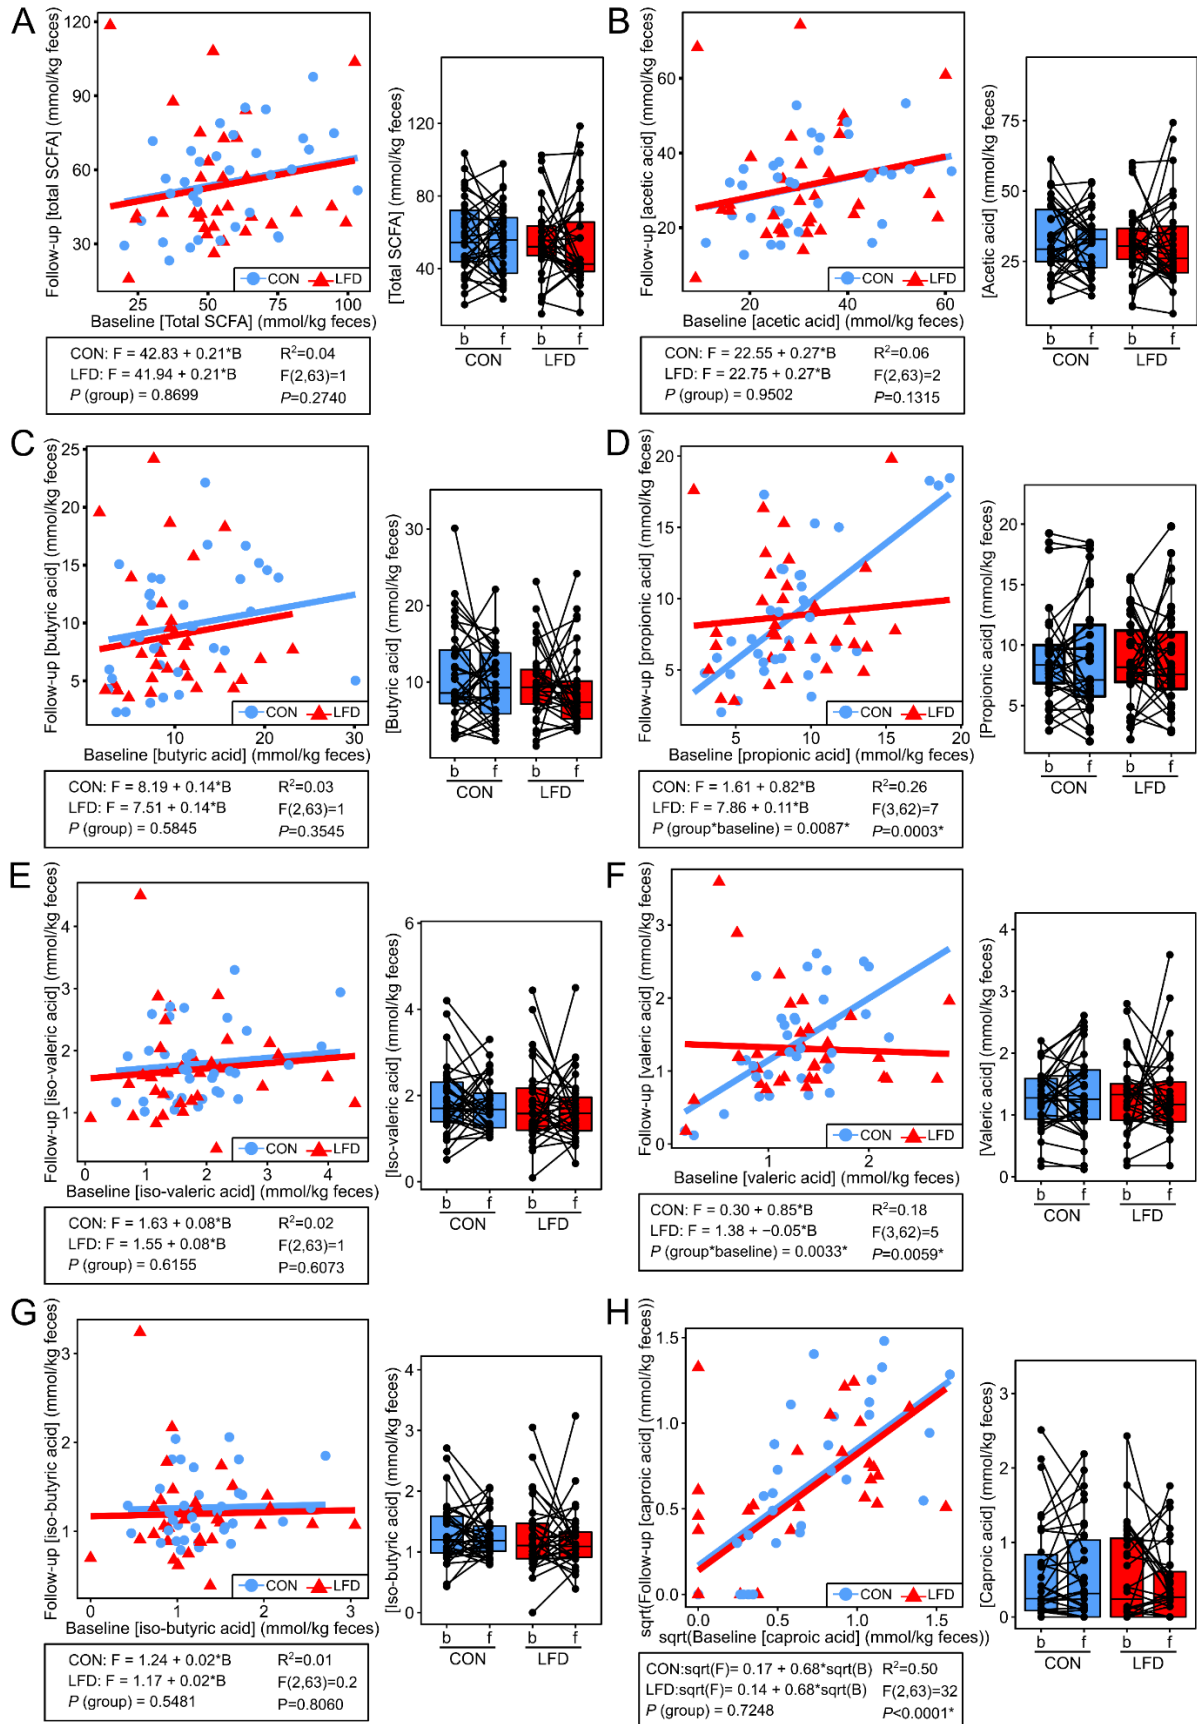 A
Follow-up [total SCFA] (mmol/kg feces)
120
90
60
30
CON LFD
25 50 75 100
Baseline [Total SCFA] (mmol/kg feces)
CON: F = 42.83 + 0.21*B R²=0.04
LFD: F = 41.94 + 0.21*B F(2,63)=1
P (group) = 0.8699 P=0.2740
[Total SCFA] (mmol/kg feces)
120
80
40
b f b f
CON LFD
B
Follow-up [acetic acid] (mmol/kg feces)
60
40
20
CON LFD
20 40 60
Baseline [acetic acid] (mmol/kg feces)
CON: F = 22.55 + 0.27*B R²=0.06
LFD: F = 22.75 + 0.27*B F(2,63)=2
P (group) = 0.9502 P=0.1315
[Acetic acid] (mmol/kg feces)
75
50
25
b f b f
CON LFD
C
Follow-up [butyric acid] (mmol/kg feces)
25
20
15
10
5
CON LFD
10 20 30
Baseline [butyric acid] (mmol/kg feces)
CON: F = 8.19 + 0.14*B R²=0.03
LFD: F = 7.51 + 0.14*B F(2,63)=1
P (group) = 0.5845 P=0.3545
[Butyric acid] (mmol/kg feces)
30
20
10
b f b f
CON LFD
D
Follow-up [propionic acid] (mmol/kg feces)
20
15
10
5
CON LFD
5 10 15 20
Baseline [propionic acid] (mmol/kg feces)
CON: F = 1.61 + 0.82*B R²=0.26
LFD: F = 7.86 + 0.11*B F(3,62)=7
P (group*baseline) = 0.0087* P=0.0003*
[Propionic acid] (mmol/kg feces)
20
15
10
5
b f b f
CON LFD
E
Follow-up [iso-valeric acid] (mmol/kg feces)
4
3
2
1
CON LFD
0 1 2 3 4
Baseline [iso-valeric acid] (mmol/kg feces)
CON: F = 1.63 + 0.08*B R²=0.02
LFD: F = 1.55 + 0.08*B F(2,63)=1
P (group) = 0.6155 P=0.6073
[Iso-valeric acid] (mmol/kg feces)
6
4
2
0
b f b f
CON LFD
F
Follow-up [valeric acid] (mmol/kg feces)
3
2
1
0
CON LFD
1 2
Baseline [valeric acid] (mmol/kg feces)
CON: F = 0.30 + 0.85*B R²=0.18
LFD: F = 1.38 + −0.05*B F(3,62)=5
P (group*baseline) = 0.0033* P=0.0059*
[Valeric acid] (mmol/kg feces)
4
3
2
1
0
b f b f
CON LFD
G
Follow-up [iso-butyric acid] (mmol/kg feces)
3
2
1
CON LFD
0 1 2 3
Baseline [iso-butyric acid] (mmol/kg feces)
CON: F = 1.24 + 0.02*B R²=0.01
LFD: F = 1.17 + 0.02*B F(2,63)=0.2
P (group) = 0.5481 P=0.8060
[Iso-butyric acid] (mmol/kg feces)
4
3
2
1
0
b f b f
CON LFD
H
sqrt(Follow-up [caproic acid] (mmol/kg feces))
1.5
1.0
0.5
0.0
CON LFD
0.0 0.5 1.0 1.5
sqrt(Baseline [caproic acid] (mmol/kg feces))
CON:sqrt(F)= 0.17 + 0.68*sqrt(B) R²=0.50
LFD:sqrt(F)= 0.14 + 0.68*sqrt(B) F(2,63)=32
P (group) = 0.7248 P<0.0001*
[Caproic acid] (mmol/kg feces)
3
2
1
0
b f b f
CON LFD